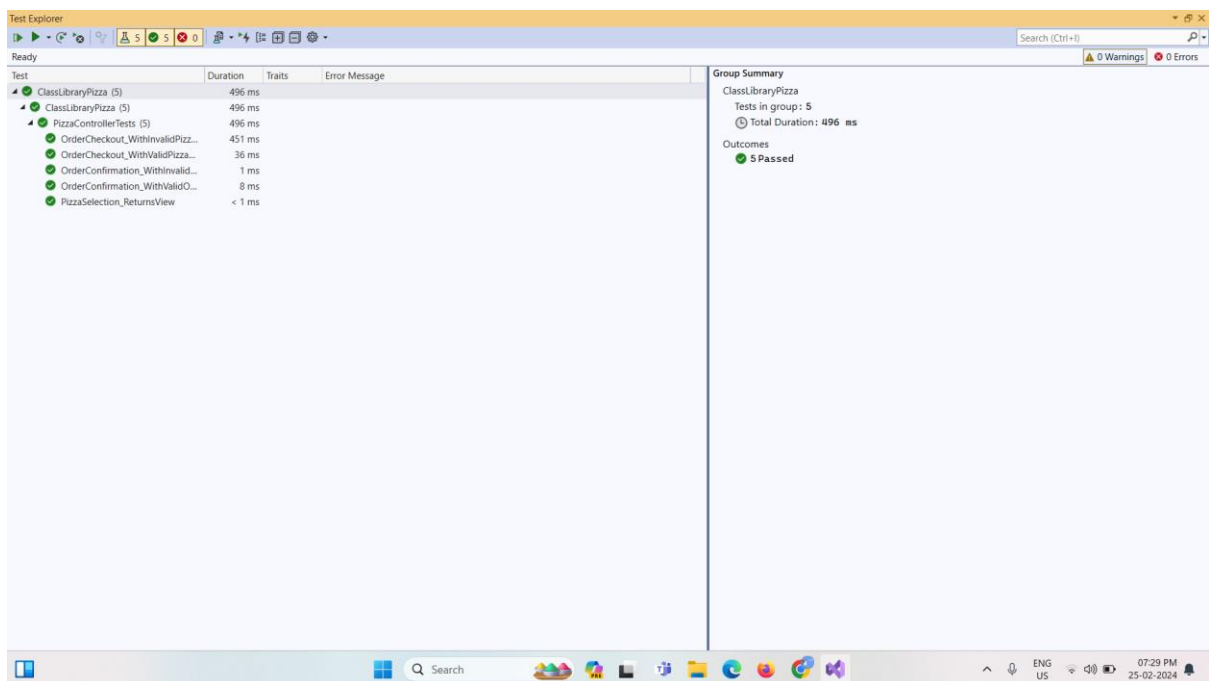 Test Explorer
5 5 0
Search (Ctrl+I)
Ready
0 Warnings 0 Errors
Test Duration Traits Error Message
ClassLibraryPizza (5) 496 ms
ClassLibraryPizza (5) 496 ms
PizzaControllerTests (5) 496 ms
OrderCheckout_WithInvalidPizz... 451 ms
OrderCheckout_WithValidPizza... 36 ms
OrderConfirmation_WithInvalid... 1 ms
OrderConfirmation_WithValidO... 8 ms
PizzaSelection_ReturnsView < 1 ms
Group Summary
ClassLibraryPizza
Tests in group: 5
Total Duration: 496 ms
Outcomes
5 Passed
Search
PRE
ENG
US
07:29 PM
25-02-2024